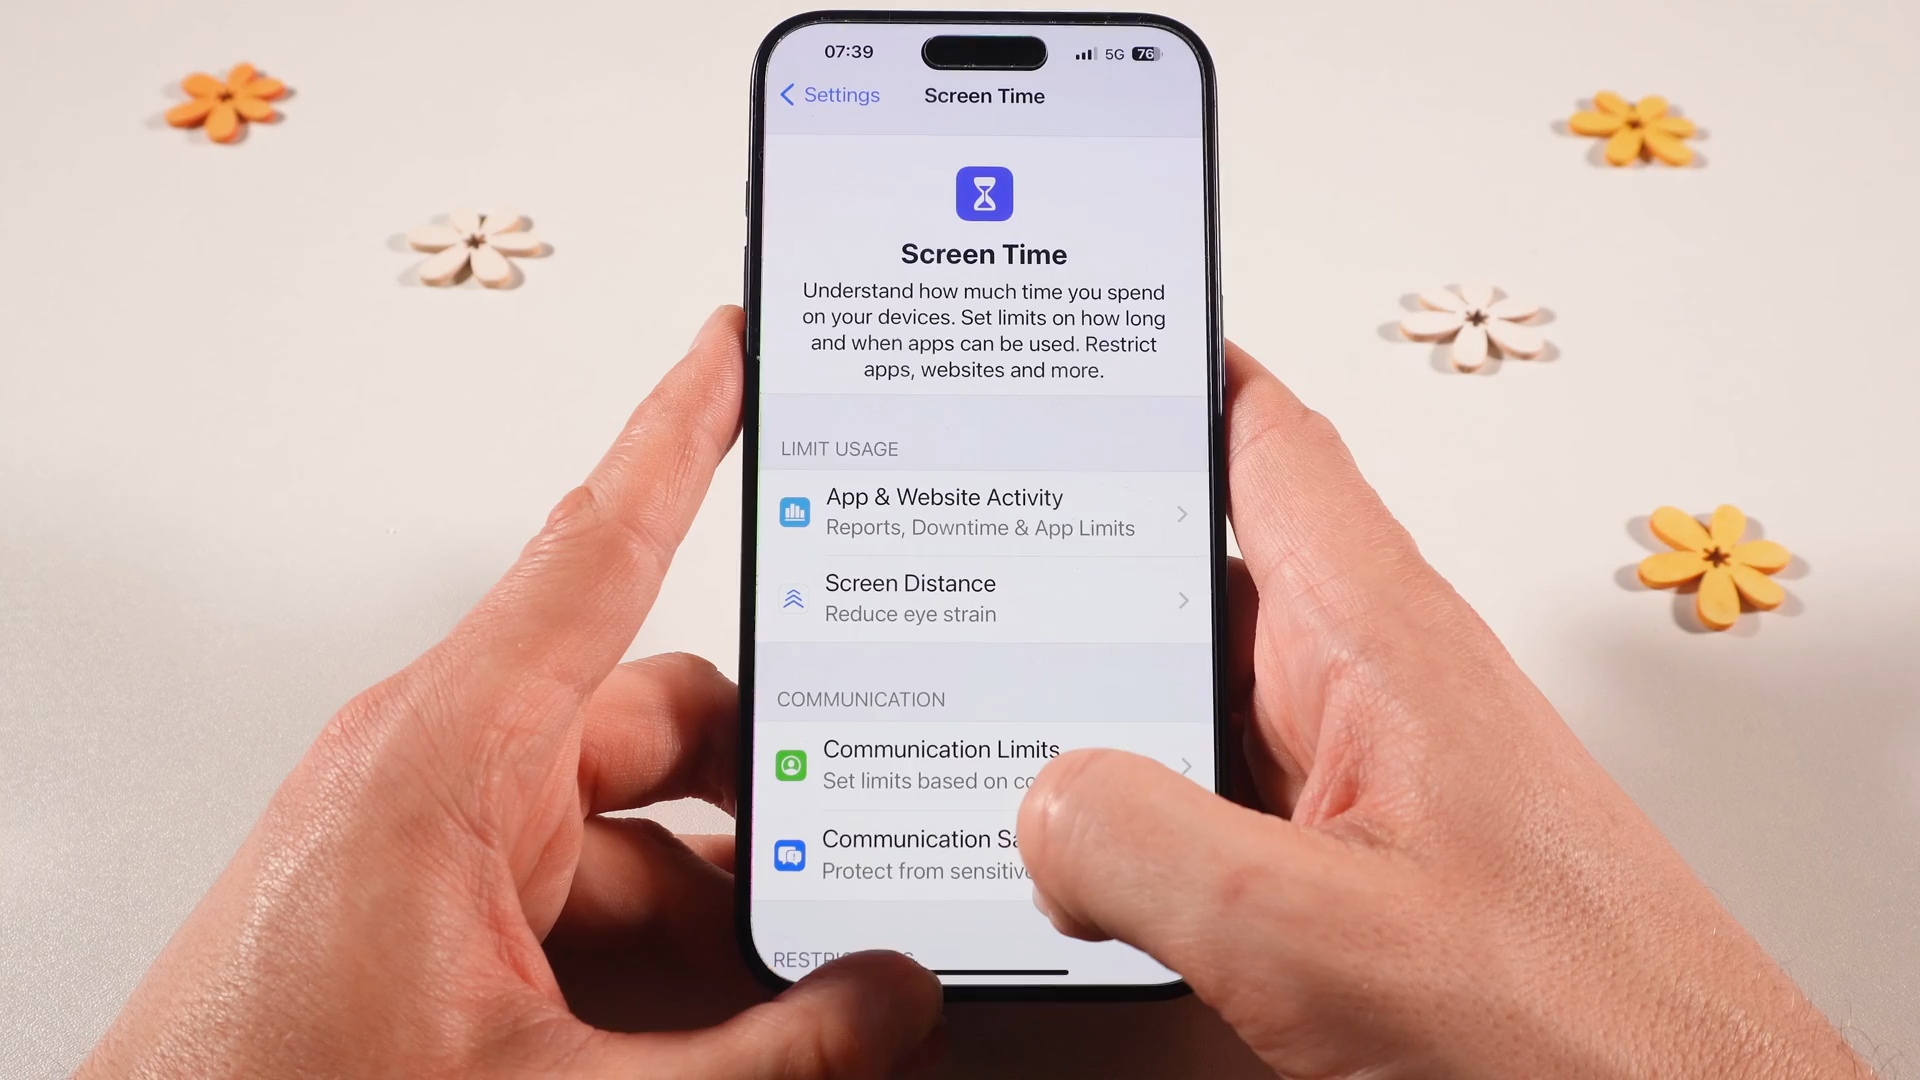 07:39
5G 76
Settings
Screen Time
Screen Time
Understand how much time you spend
on your devices. Set limits on how long
and when apps can be used. Restrict
apps, websites and more.
LIMIT USAGE
App & Website Activity
Reports, Downtime & App Limits
Screen Distance
Reduce eye strain
COMMUNICATION
Communication Limits
Set limits based on
Communication
Protect from